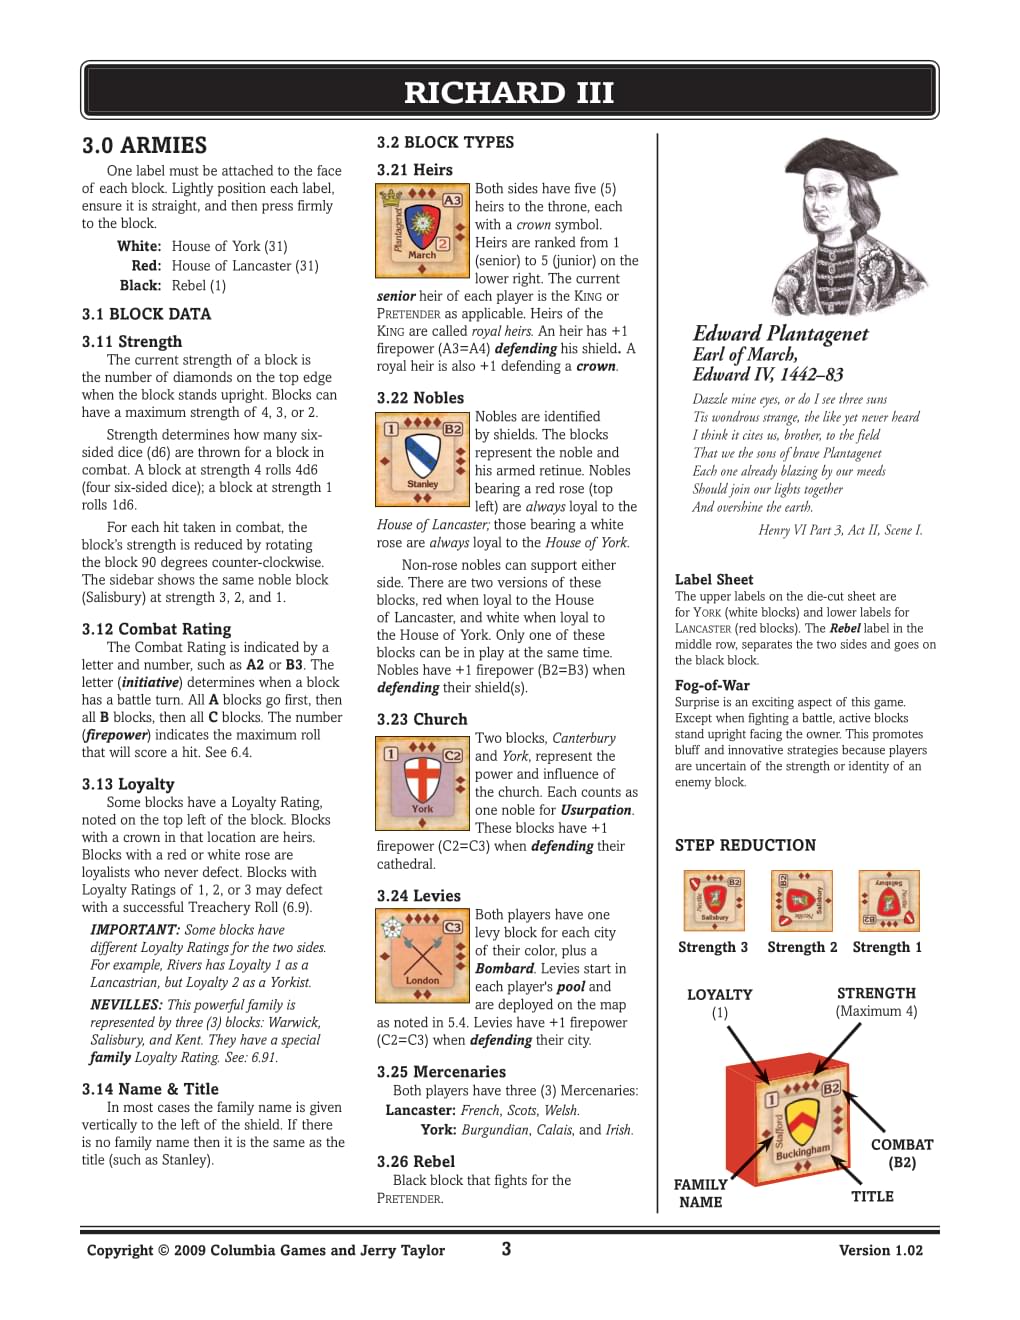 RICHARD III
3.0 ARMIES
One label must be attached to the face
of each block. Lightly position each label,
ensure it is straight, and then press firmly
to the block.
White: House of York (31)
Red: House of Lancaster (31)
Black: Rebel (1)
3.1 BLOCK DATA
3.11 Strength
The current strength of a block is
the number of diamonds on the top edge
when the block stands upright. Blocks can
have a maximum strength of 4, 3, or 2.
Strength determines how many six-
sided dice (d6) are thrown for a block in
combat. A block at strength 4 rolls 4d6
(four six-sided dice); a block at strength 1
rolls 1d6.
For each hit taken in combat, the
block's strength is reduced by rotating
the block 90 degrees counter-clockwise.
The sidebar shows the same noble block
(Salisbury) at strength 3, 2, and 1.
3.12 Combat Rating
The Combat Rating is indicated by a
letter and number, such as A2 or B3. The
letter (initiative) determines when a block
has a battle turn. All A blocks go first, then
all B blocks, then all C blocks. The number
(firepower) indicates the maximum roll
that will score a hit. See 6.4.
3.13 Loyalty
Some blocks have a Loyalty Rating,
noted on the top left of the block. Blocks
with a crown in that location are heirs.
Blocks with a red or white rose are
loyalists who never defect. Blocks with
Loyalty Ratings of 1, 2, or 3 may defect
with a successful Treachery Roll (6.9).
IMPORTANT: Some blocks have
different Loyalty Ratings for the two sides.
For example, Rivers has Loyalty 1 as a
Lancastrian, but Loyalty 2 as a Yorkist.
NEVILLES: This powerful family is
represented by three (3) blocks: Warwick,
Salisbury, and Kent. They have a special
family Loyalty Rating. See: 6.91.
3.14 Name & Title
In most cases the family name is given
vertically to the left of the shield. If there
is no family name then it is the same as the
title (such as Stanley).
3.2 BLOCK TYPES
3.21 Heirs
A3
Plantagenet
2
March
Both sides have five (5)
heirs to the throne, each
with a crown symbol.
Heirs are ranked from 1
(senior) to 5 (junior) on the
lower right. The current
senior heir of each player is the KING or
PRETENDER as applicable. Heirs of the
KING are called royal heirs. An heir has +1
firepower (A3=A4) defending his shield. A
royal heir is also +1 defending a crown.
3.22 Nobles
1
B2
Stanley
Nobles are identified
by shields. The blocks
represent the noble and
his armed retinue. Nobles
bearing a red rose (top
left) are always loyal to the
House of Lancaster; those bearing a white
rose are always loyal to the House of York.
Non-rose nobles can support either
side. There are two versions of these
blocks, red when loyal to the House
of Lancaster, and white when loyal to
the House of York. Only one of these
blocks can be in play at the same time.
Nobles have +1 firepower (B2=B3) when
defending their shield(s).
3.23 Church
1
C2
York
Two blocks, Canterbury
and York, represent the
power and influence of
the church. Each counts as
one noble for Usurpation.
These blocks have +1
firepower (C2=C3) when defending their
cathedral.
3.24 Levies
C3
London
Both players have one
levy block for each city
of their color, plus a
Bombard. Levies start in
each player's pool and
are deployed on the map
as noted in 5.4. Levies have +1 firepower
(C2=C3) when defending their city.
3.25 Mercenaries
Both players have three (3) Mercenaries:
Lancaster: French, Scots, Welsh.
York: Burgundian, Calais, and Irish.
3.26 Rebel
Black block that fights for the
PRETENDER.
Edward Plantagenet
Earl of March,
Edward IV, 1442–83
Dazzle mine eyes, or do I see three suns
Tis wondrous strange, the like yet never heard
I think it cites us, brother, to the field
That we the sons of brave Plantagenet
Each one already blazing by our meeds
Should join our lights together
And overshine the earth.
Henry VI Part 3, Act II, Scene I.
Label Sheet
The upper labels on the die-cut sheet are
for YORK (white blocks) and lower labels for
LANCASTER (red blocks). The Rebel label in the
middle row, separates the two sides and goes on
the black block.
Fog-of-War
Surprise is an exciting aspect of this game.
Except when fighting a battle, active blocks
stand upright facing the owner. This promotes
bluff and innovative strategies because players
are uncertain of the strength or identity of an
enemy block.
STEP REDUCTION
B2
Neville
Salisbury
B2
Neville
Salisbury
B2
Neville
Salisbury
Strength 3 Strength 2 Strength 1
LOYALTY
(1)
STRENGTH
(Maximum 4)
1
B2
Stafford
Buckingham
COMBAT
(B2)
FAMILY
NAME
TITLE
Copyright © 2009 Columbia Games and Jerry Taylor 3 Version 1.02